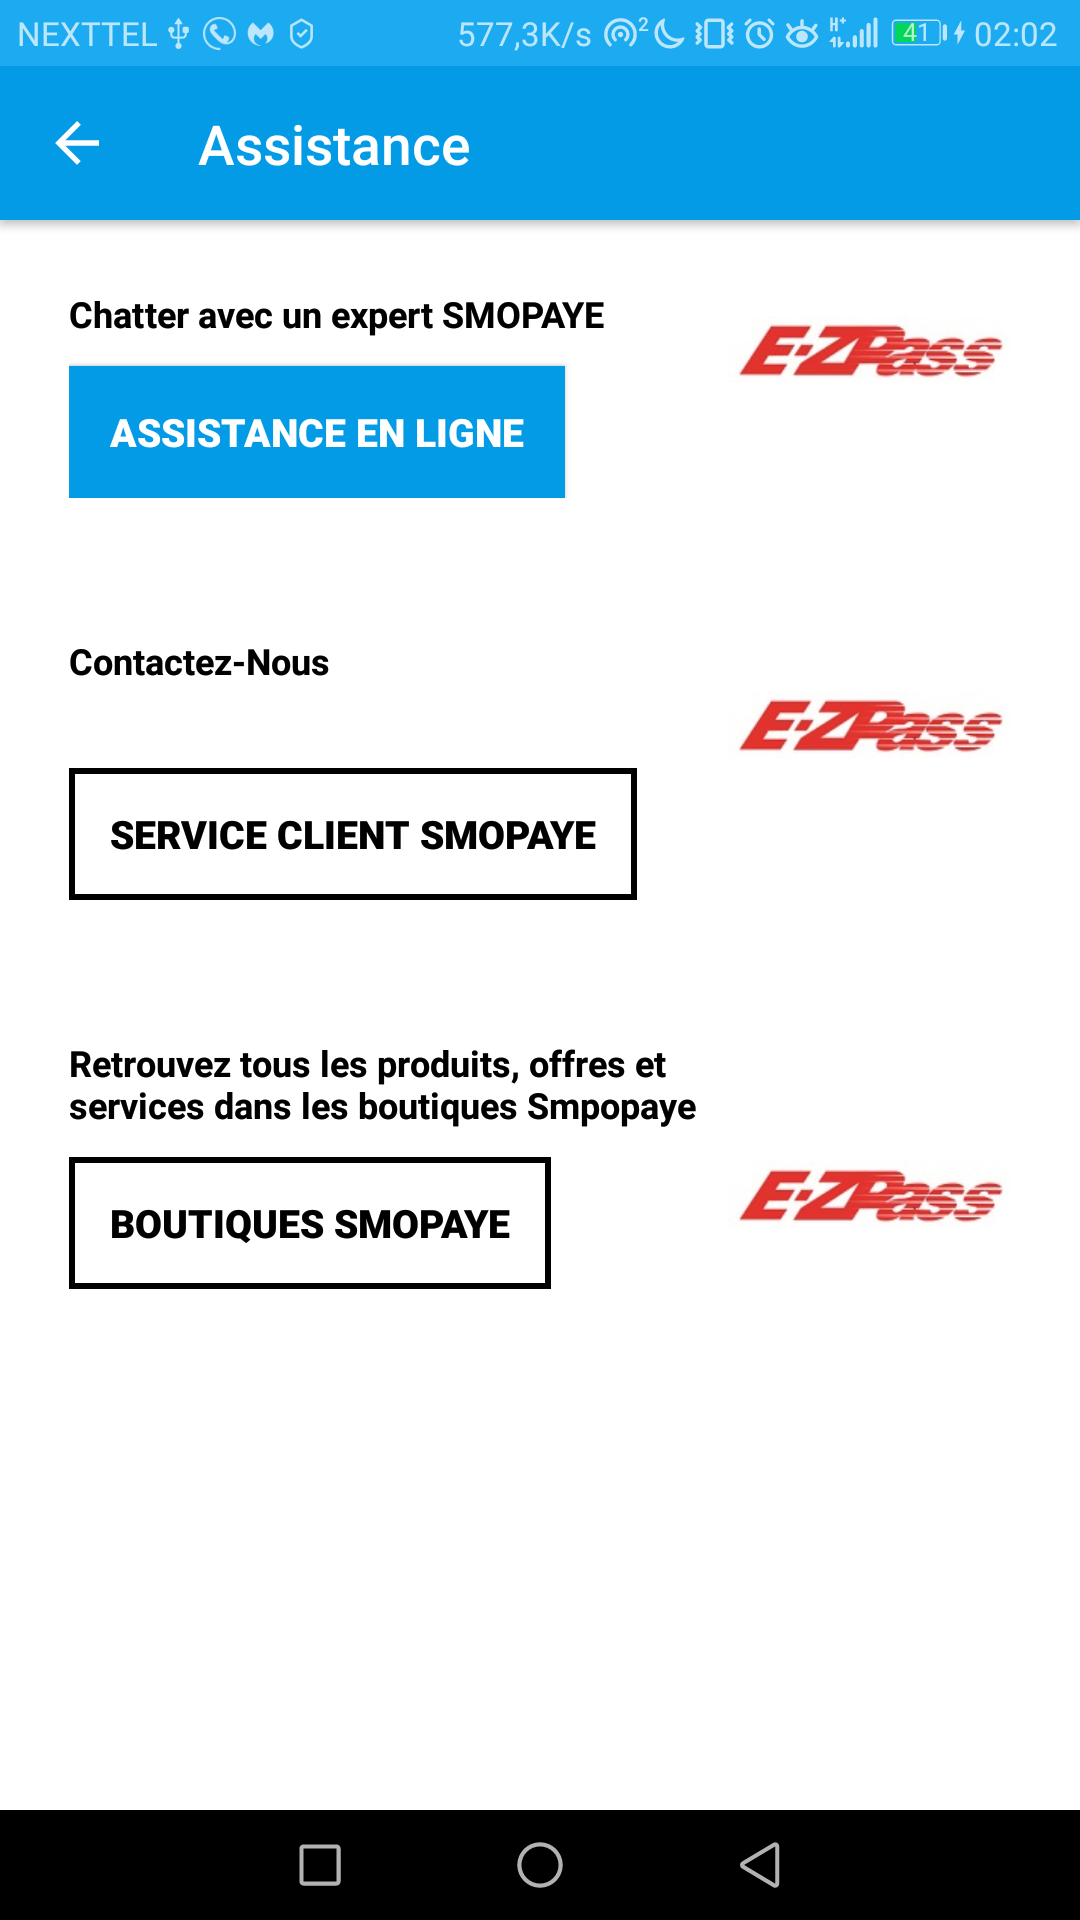 NEXTTEL 577,3K/s 2 H+ 41 02:02
Assistance
Chatter avec un expert SMOPAYE
E-ZPass
ASSISTANCE EN LIGNE
Contactez-Nous
E-ZPass
SERVICE CLIENT SMOPAYE
Retrouvez tous les produits, offres et
services dans les boutiques Smpopaye
E-ZPass
BOUTIQUES SMOPAYE